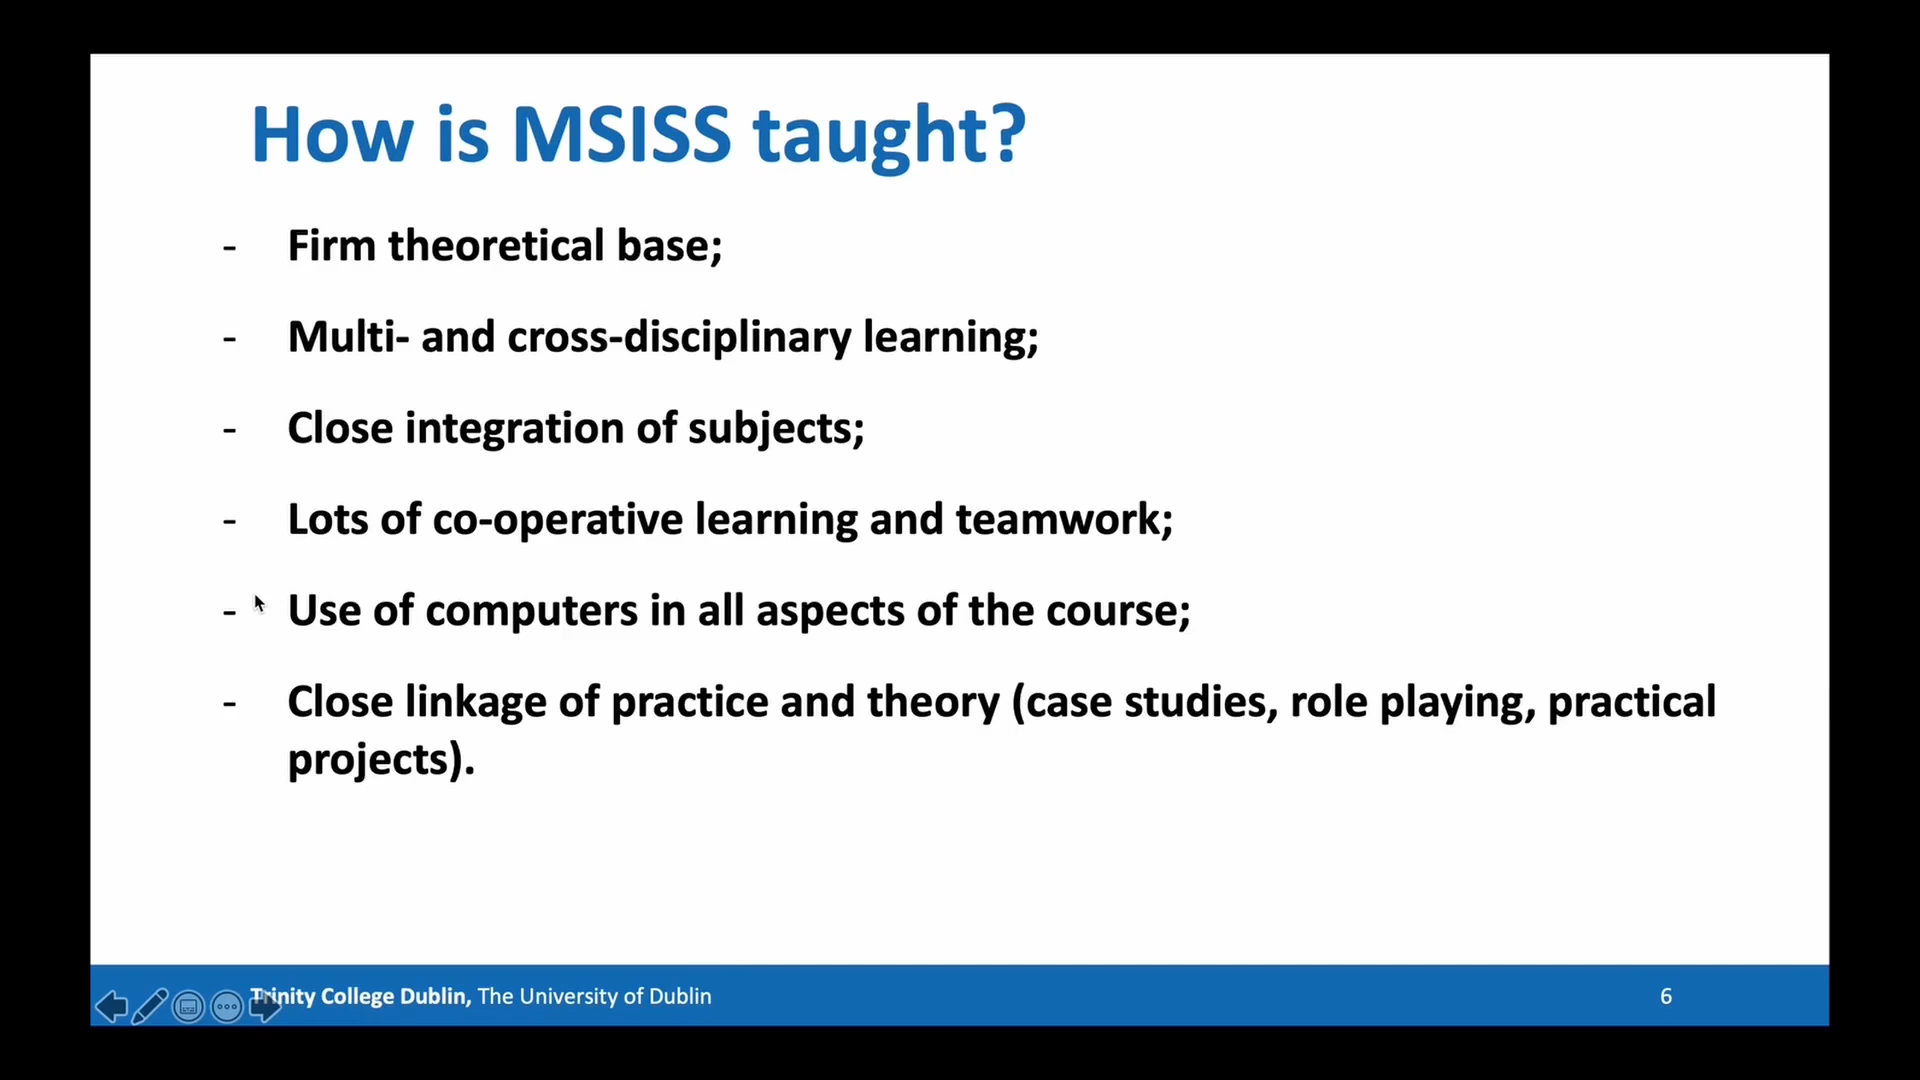 How is MSISS taught?
- Firm theoretical base;
- Multi- and cross-disciplinary learning;
- Close integration of subjects;
- Lots of co-operative learning and teamwork;
- Use of computers in all aspects of the course;
- Close linkage of practice and theory (case studies, role playing, practical
projects).
Trinity College Dublin, The University of Dublin
6